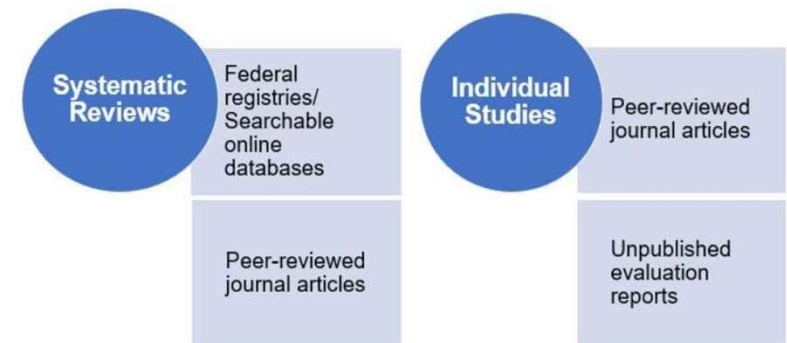 Systematic
Reviews
Federal
registries/
Searchable
online
databases
Peer-reviewed
journal articles
Individual
Studies
Peer-reviewed
journal articles
Unpublished
evaluation
reports